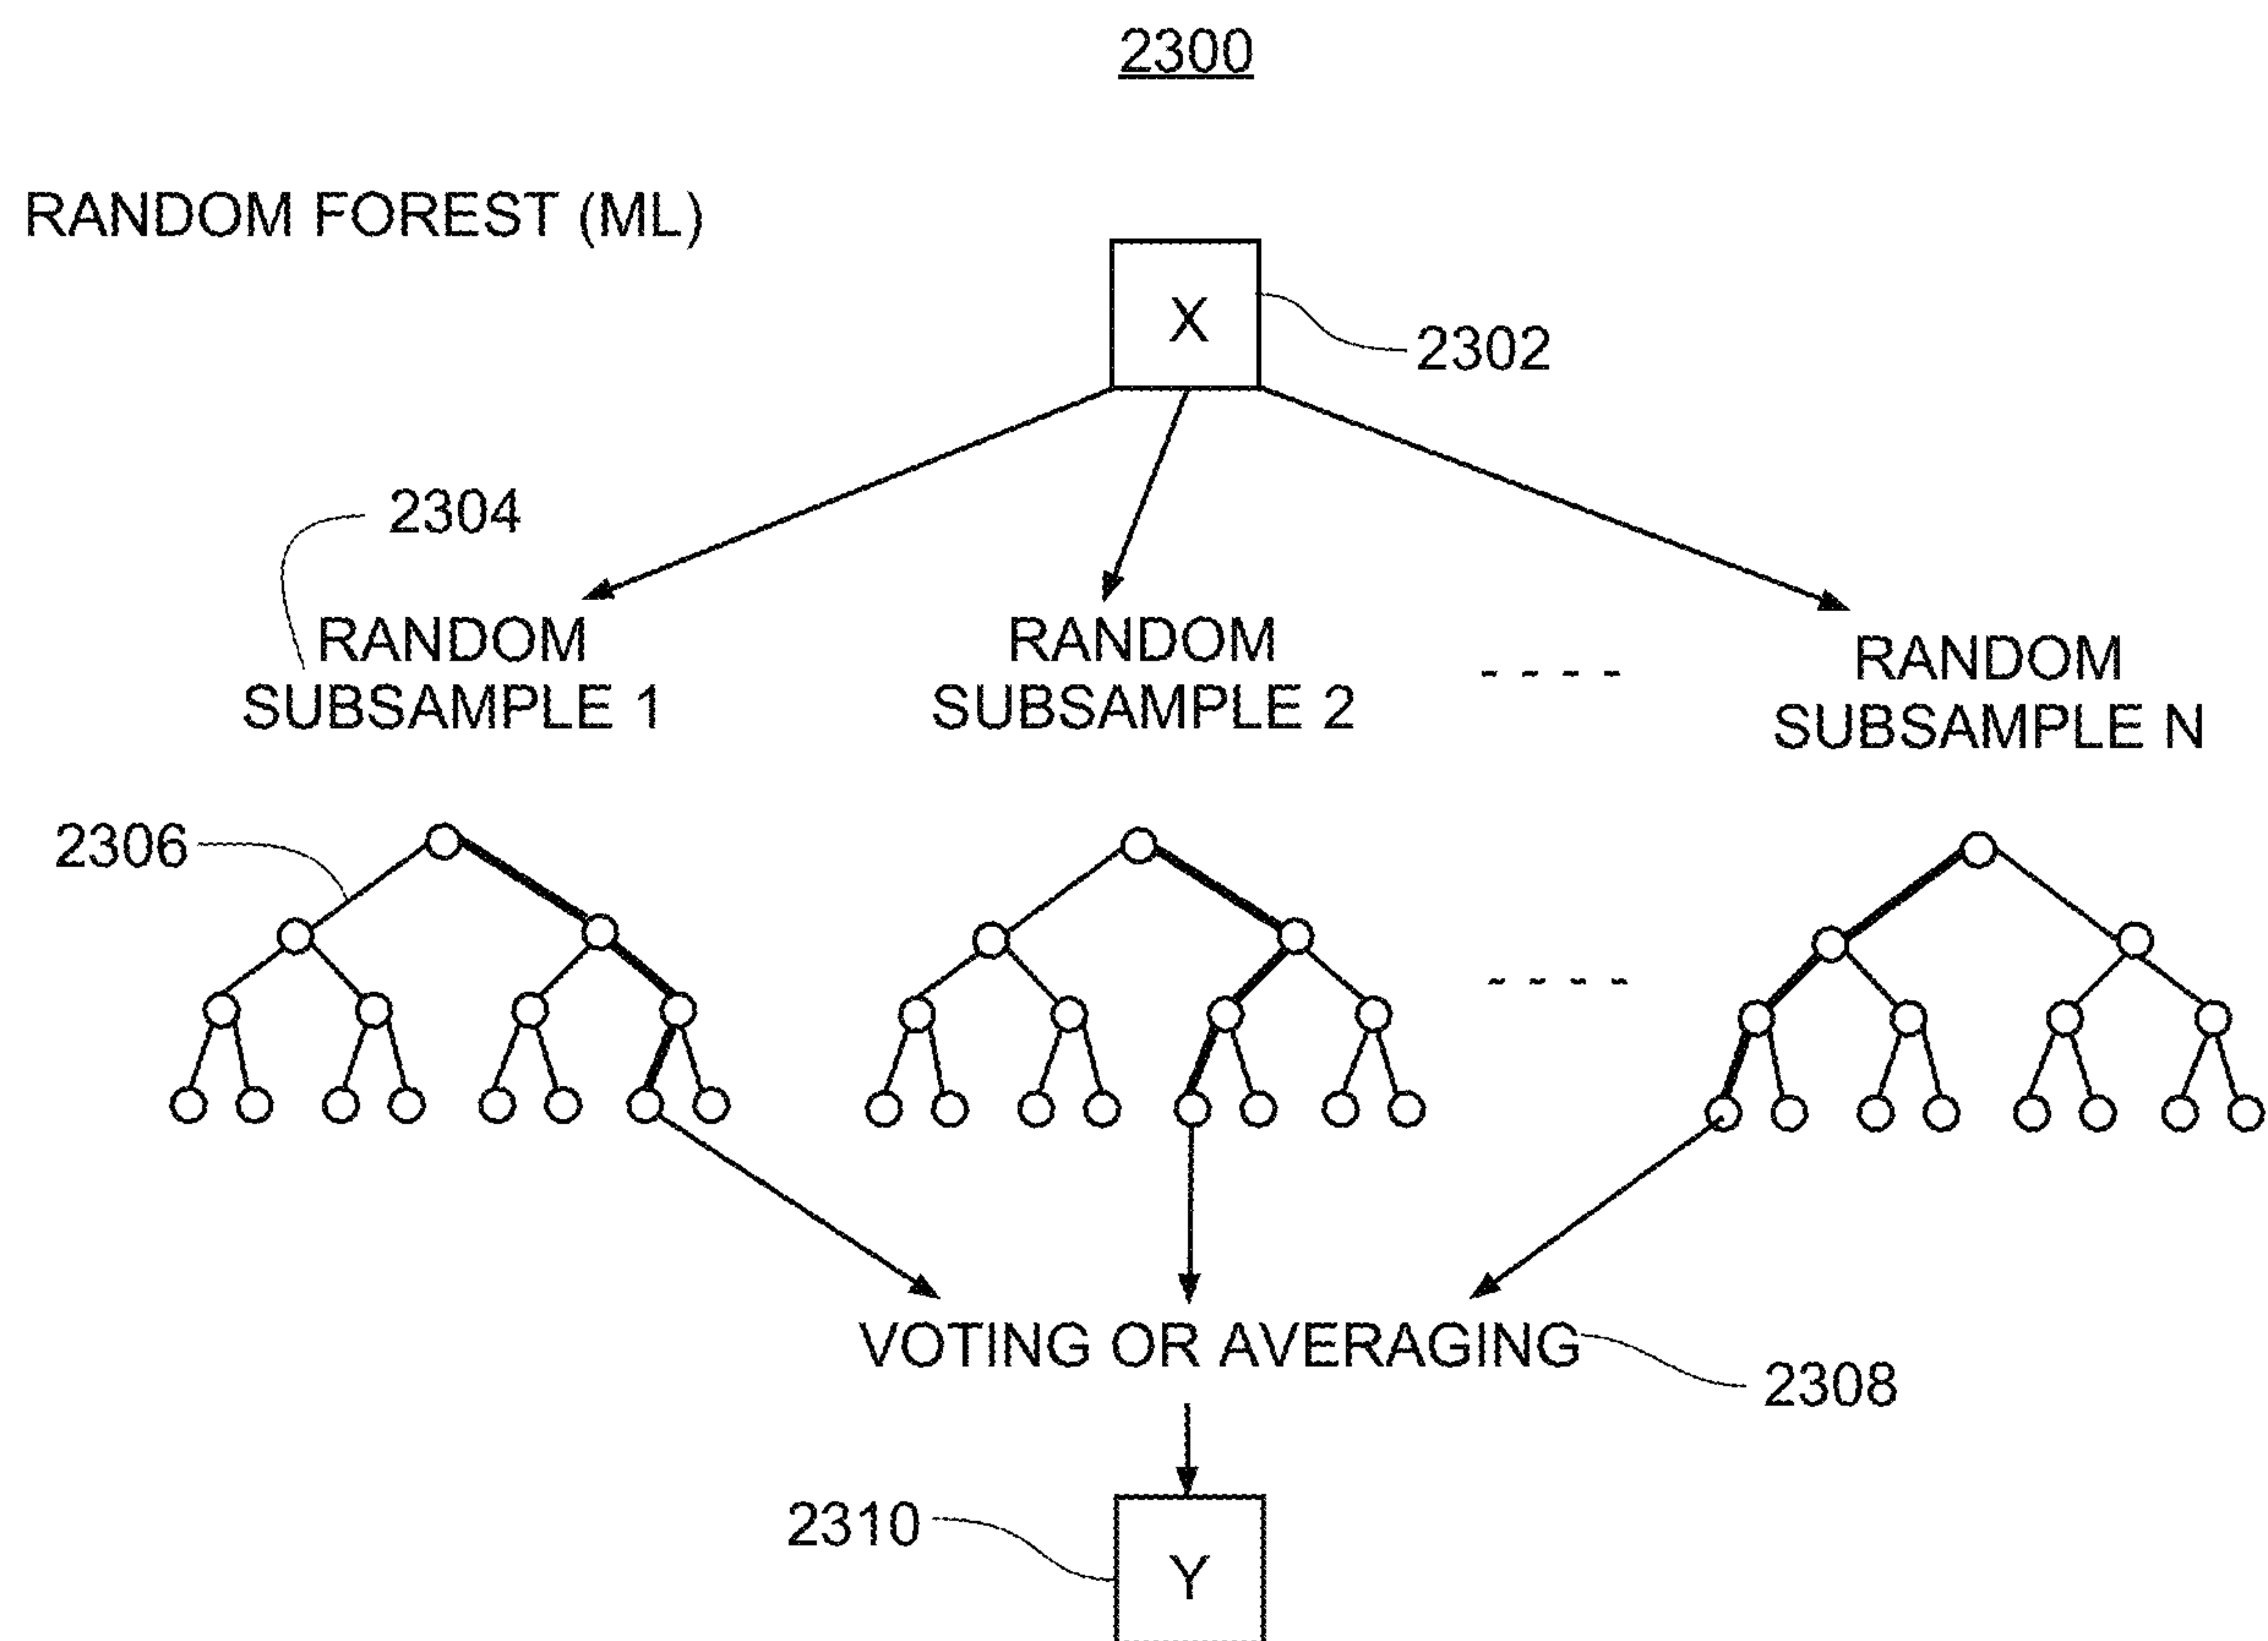 2300
RANDOM FOREST (ML)
X
2302
2304
RANDOM
SUBSAMPLE 1
RANDOM
SUBSAMPLE 2
RANDOM
SUBSAMPLE N
2306
VOTING OR AVERAGING
2308
2310
Y